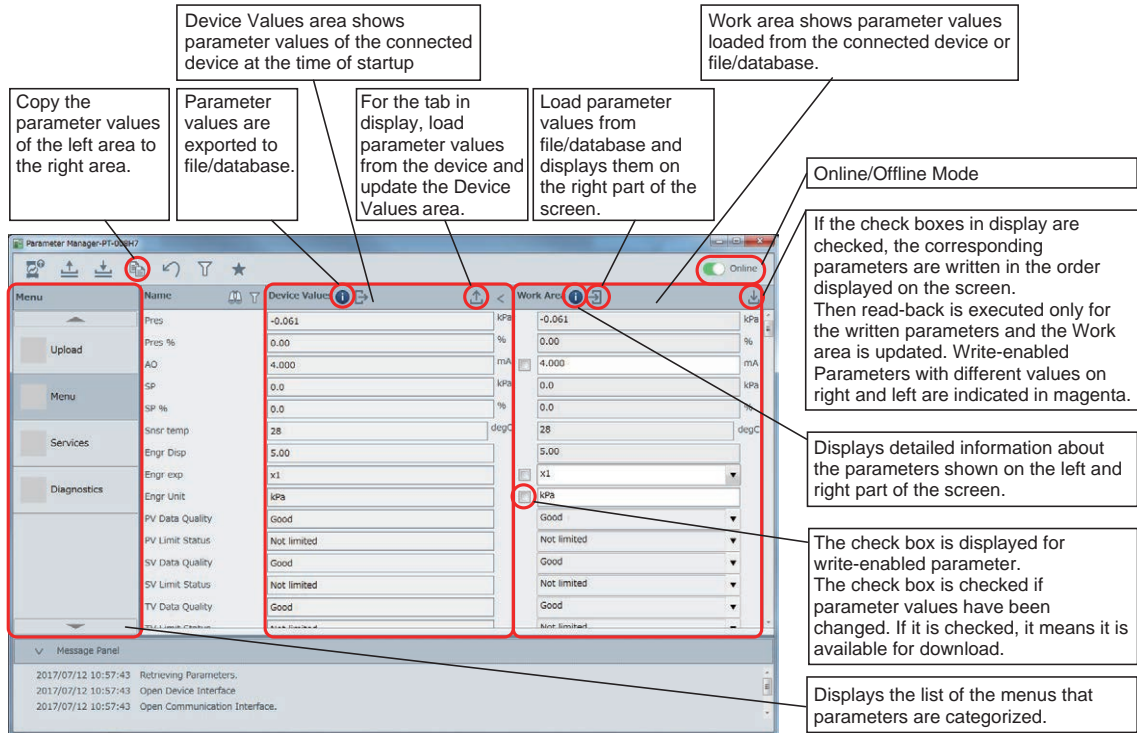 Device Values area shows
parameter values of the connected
device at the time of startup
Work area shows parameter values
loaded from the connected device or
file/database.
Copy the
parameter values
of the left area to
the right area.
Parameter
values are
exported to
file/database.
For the tab in
display, load
parameter values
from the device and
update the Device
Values area.
Load parameter
values from
file/database and
displays them on
the right part of the
screen.
Online/Offline Mode
If the check boxes in display are
checked, the corresponding
parameters are written in the order
displayed on the screen.
Then read-back is executed only for
the written parameters and the Work
area is updated. Write-enabled
Parameters with different values on
right and left are indicated in magenta.
Displays detailed information about
the parameters shown on the left and
right part of the screen.
The check box is displayed for
write-enabled parameter.
The check box is checked if
parameter values have been
changed. If it is checked, it means it is
available for download.
Displays the list of the menus that
parameters are categorized.
Parameter Manager-PT-008H7
Online
Menu Name Device Values Work Area
Upload
Menu
Services
Diagnostics
Pres -0.061 kPa -0.061 kPa
Pres % 0.00 % 0.00 %
AO 4.000 mA 4.000 mA
SP 0.0 kPa 0.0 kPa
SP % 0.0 % 0.0 %
Snsr temp 28 degC 28 degC
Engr Disp 5.00 5.00
Engr exp x1 x1
Engr Unit kPa kPa
PV Data Quality Good Good
PV Limit Status Not limited Not limited
SV Data Quality Good Good
SV Limit Status Not limited Not limited
TV Data Quality Good Good
TV Limit Status Not limited Not limited
Message Panel
2017/07/12 10:57:43 Retrieving Parameters.
2017/07/12 10:57:43 Open Device Interface
2017/07/12 10:57:43 Open Communication Interface.